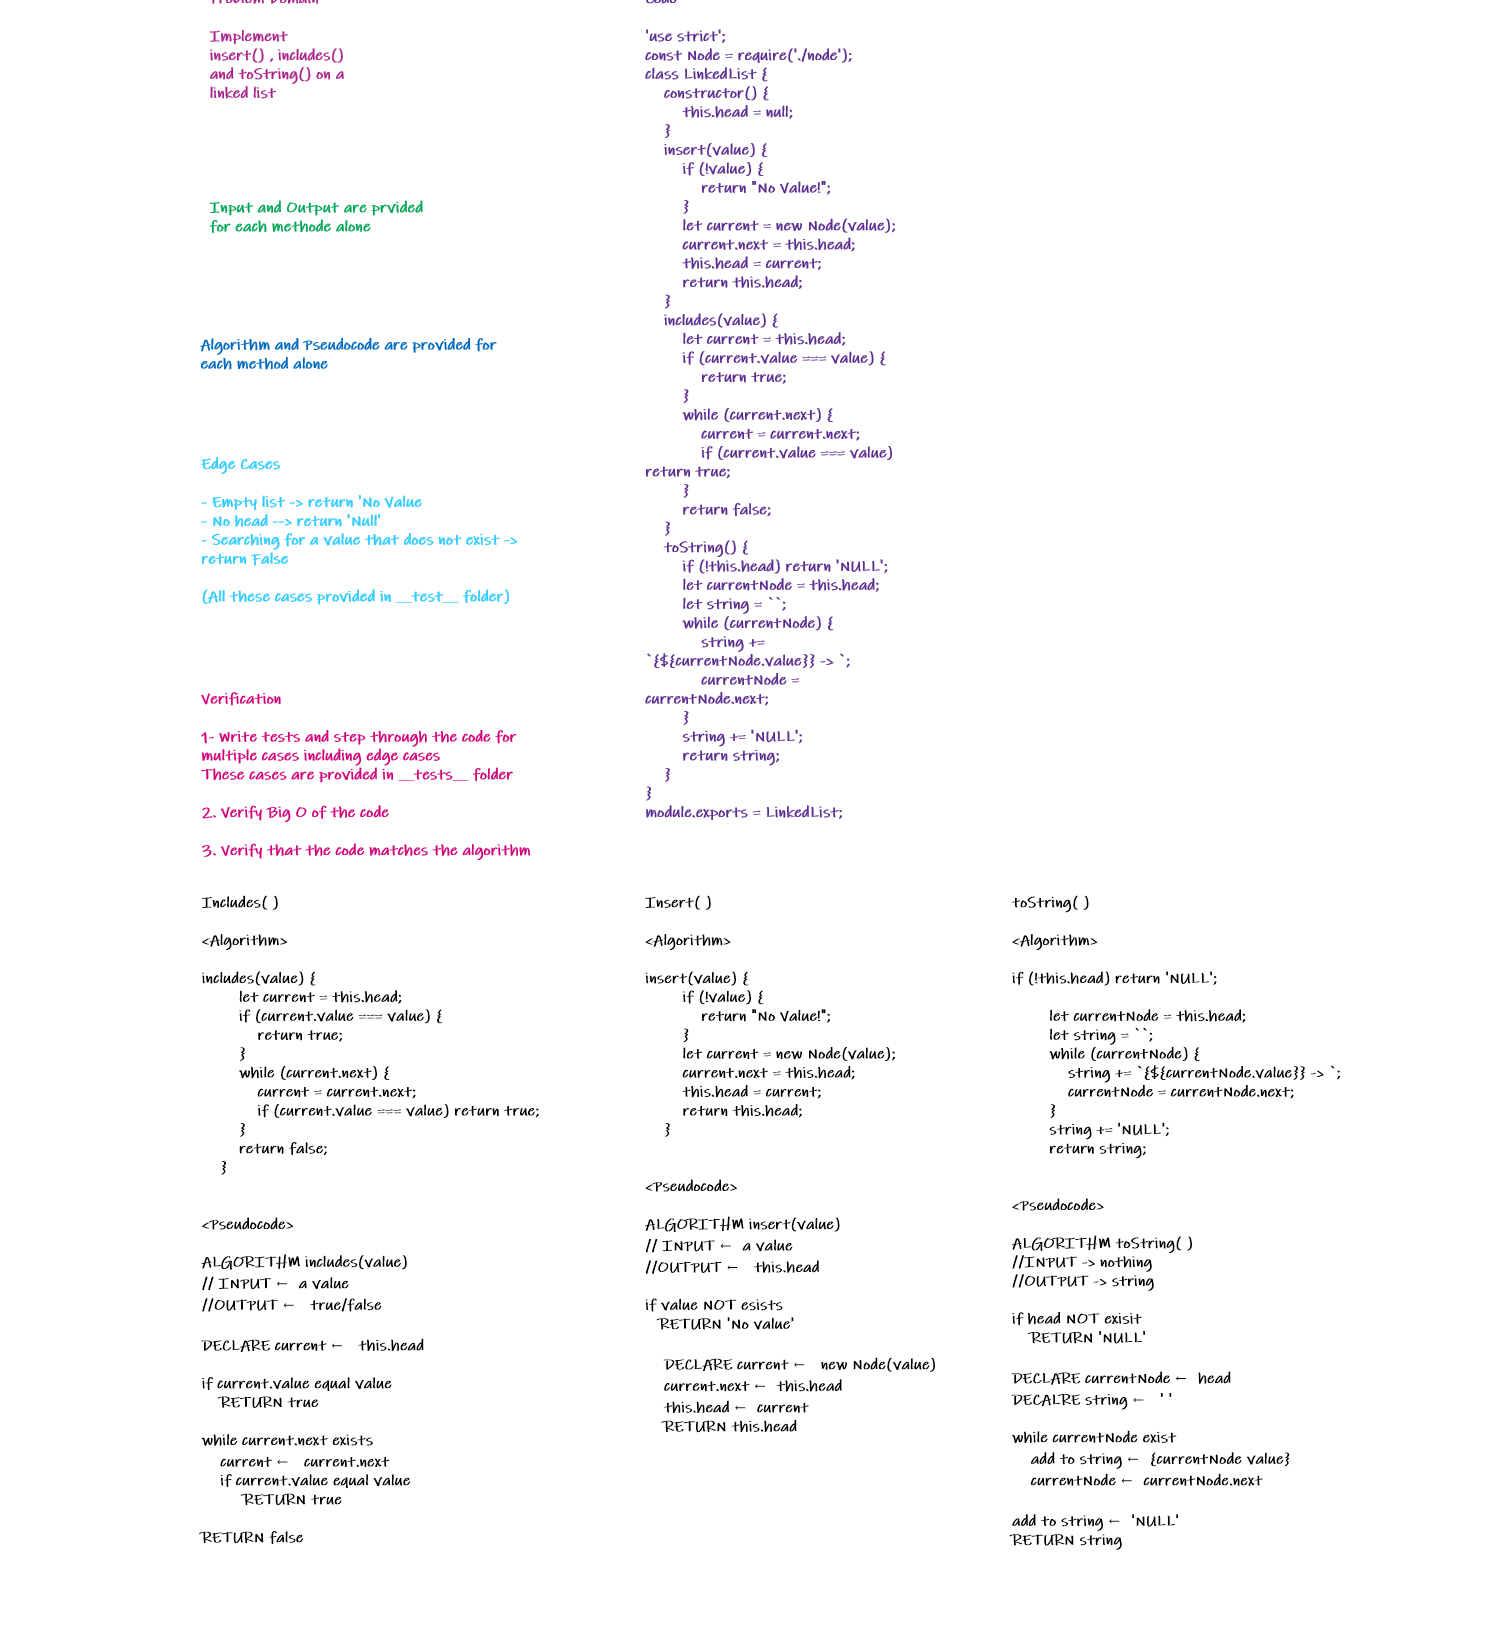 Problem Domain
Implement
insert() , includes()
and toString() on a
linked list
Input and Output are prvided
for each methode alone
Algorithm and Pseudocode are provided for
each method alone
Edge Cases
- Empty list -> return 'No Value
- No head --> return 'Null'
- Searching for a value that does not exist ->
return False
(All these cases provided in __test__ folder)
Verification
1- Write tests and step through the code for
multiple cases including edge cases
These cases are provided in __tests__ folder
2. Verify Big O of the code
3. Verify that the code matches the algorithm
Code
'use strict';
const Node = require('./node');
class LinkedList {
constructor() {
this.head = null;
}
insert(value) {
if (!value) {
return "No Value!";
}
let current = new Node(value);
current.next = this.head;
this.head = current;
return this.head;
}
includes(value) {
let current = this.head;
if (current.value === value) {
return true;
}
while (current.next) {
current = current.next;
if (current.value === value)
return true;
}
return false;
}
toString() {
if (!this.head) return 'NULL';
let currentNode = this.head;
let string = ``;
while (currentNode) {
string +=
`{${currentNode.value}} -> `;
currentNode =
currentNode.next;
}
string += 'NULL';
return string;
}
}
module.exports = LinkedList;
Includes( )
<Algorithm>
includes(value) {
let current = this.head;
if (current.value === value) {
return true;
}
while (current.next) {
current = current.next;
if (current.value === value) return true;
}
return false;
}
<Pseudocode>
ALGORITHM includes(value)
// INPUT ← a value
//OUTPUT ← true/false
DECLARE current ← this.head
if current.value equal value
RETURN true
while current.next exists
current ← current.next
if current.value equal value
RETURN true
RETURN false
Insert( )
<Algorithm>
insert(value) {
if (!value) {
return "No Value!";
}
let current = new Node(value);
current.next = this.head;
this.head = current;
return this.head;
}
<Pseudocode>
ALGORITHM insert(value)
// INPUT ← a value
//OUTPUT ← this.head
if value NOT esists
RETURN 'No value'
DECLARE current ← new Node(value)
current.next ← this.head
this.head ← current
RETURN this.head
toString( )
<Algorithm>
if (!this.head) return 'NULL';
let currentNode = this.head;
let string = ``;
while (currentNode) {
string += `{${currentNode.value}} -> `;
currentNode = currentNode.next;
}
string += 'NULL';
return string;
<Pseudocode>
ALGORITHM toString( )
//INPUT -> nothing
//OUTPUT -> string
if head NOT exisit
RETURN 'NULL'
DECLARE currentNode ← head
DECALRE string ← ' '
while currentNode exist
add to string ← {currentNode value}
currentNode ← currentNode.next
add to string ← 'NULL'
RETURN string